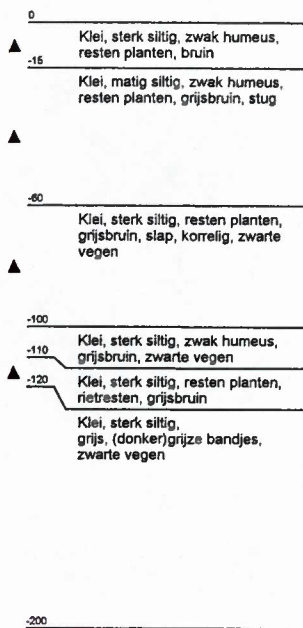 0
Klei, sterk siltig, zwak humeus,
resten planten, bruin
-15
Klei, matig siltig, zwak humeus,
resten planten, grijsbruin, stug
-60
Klei, sterk siltig, resten planten,
grijsbruin, slap, korrelig, zwarte
vegen
-100
Klei, sterk siltig, zwak humeus,
grijsbruin, zwarte vegen
-110
Klei, sterk siltig, resten planten,
rietresten, grijsbruin
-120
Klei, sterk siltig,
grijs, (donker)grijze bandjes,
zwarte vegen
-200